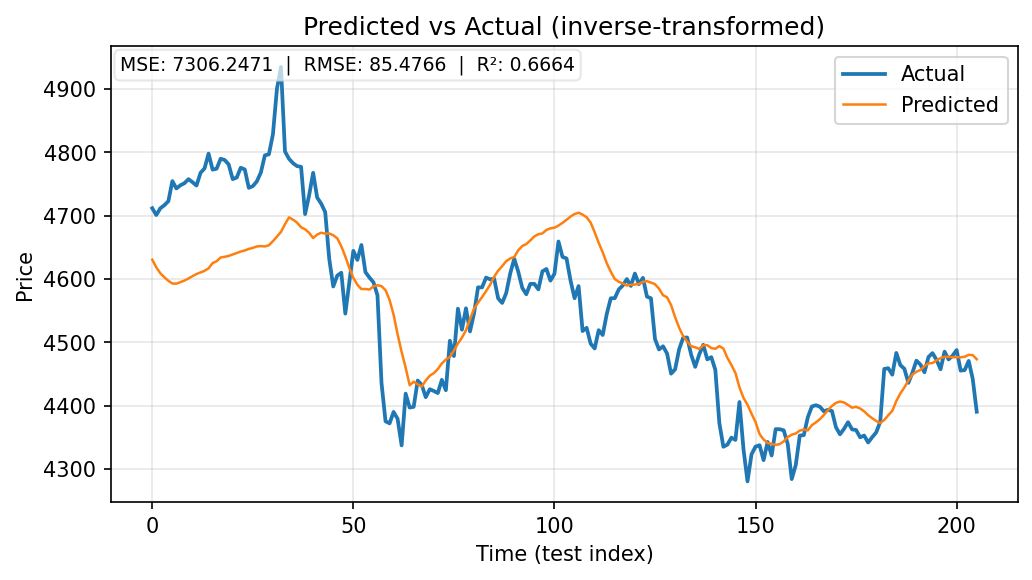 Predicted vs Actual (inverse-transformed)
MSE: 7306.2471 | RMSE: 85.4766 | R²: 0.6664
Actual
Predicted
Price
4900
4800
4700
4600
4500
4400
4300
0 50 100 150 200
Time (test index)